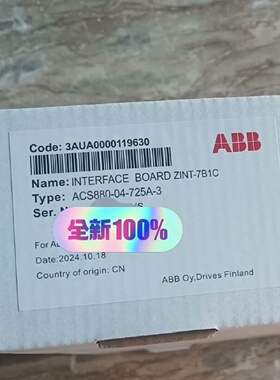 Code: 3AUA0000119630
ABB
Name: INTERFACE BOARD ZINT-7B1C
Type: ACS880-04-725A-3
Ser.
全新100%
For
Date:2024.10.18
Country of origin: CN
ABB Oy,Drives Finland